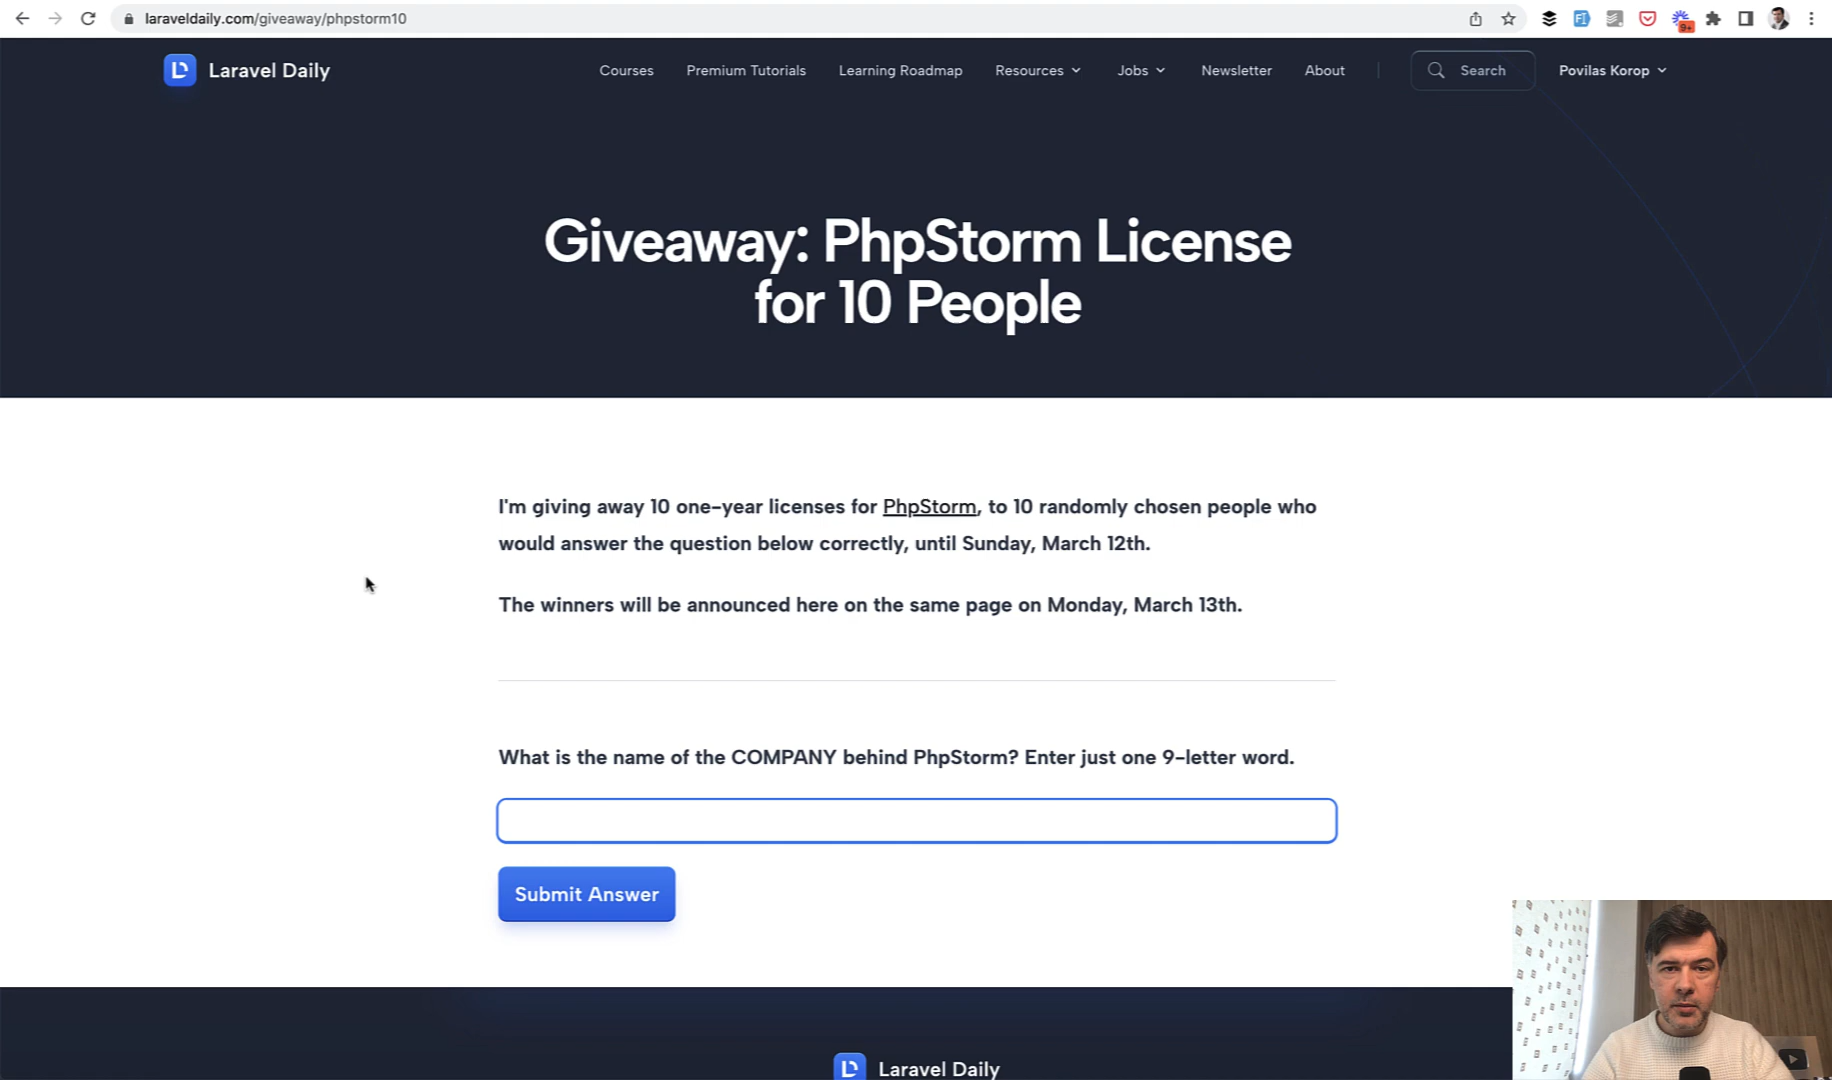 laraveldaily.com/giveaway/phpstorm10
9+
Laravel Daily
Courses
Premium Tutorials
Learning Roadmap
Resources
Jobs
Newsletter
About
Search
Povilas Korop
Giveaway: PhpStorm License
for 10 People
I'm giving away 10 one-year licenses for PhpStorm, to 10 randomly chosen people who
would answer the question below correctly, until Sunday, March 12th.
The winners will be announced here on the same page on Monday, March 13th.
What is the name of the COMPANY behind PhpStorm? Enter just one 9-letter word.
Submit Answer
Laravel Daily